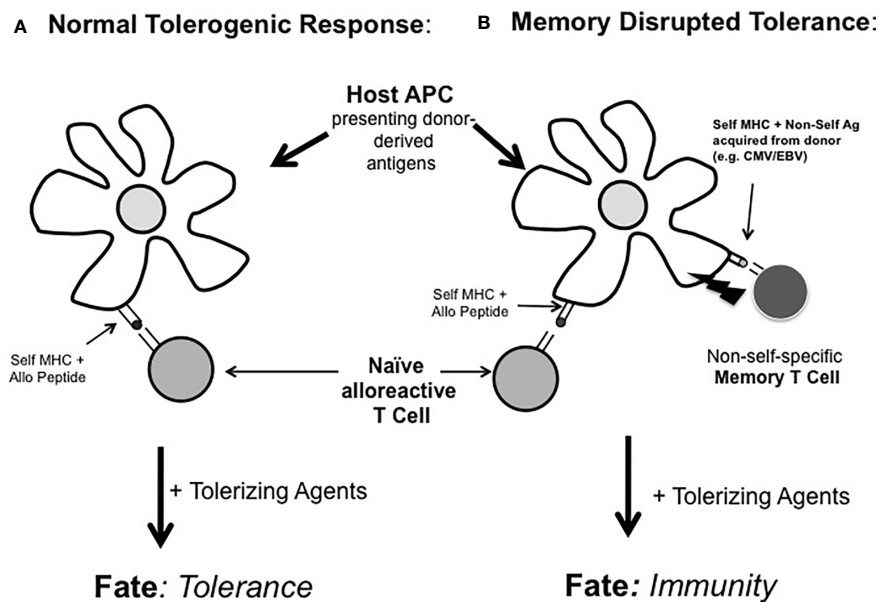 A Normal Tolerogenic Response:
B Memory Disrupted Tolerance:
Host APC
presenting donor-
derived
antigens
Self MHC + Non-Self Ag
acquired from donor
(e.g. CMV/EBV)
Self MHC +
Allo Peptide
Self MHC +
Allo Peptide
Naïve
alloreactive
T Cell
Non-self-specific
Memory T Cell
+ Tolerizing Agents
+ Tolerizing Agents
Fate: Tolerance
Fate: Immunity